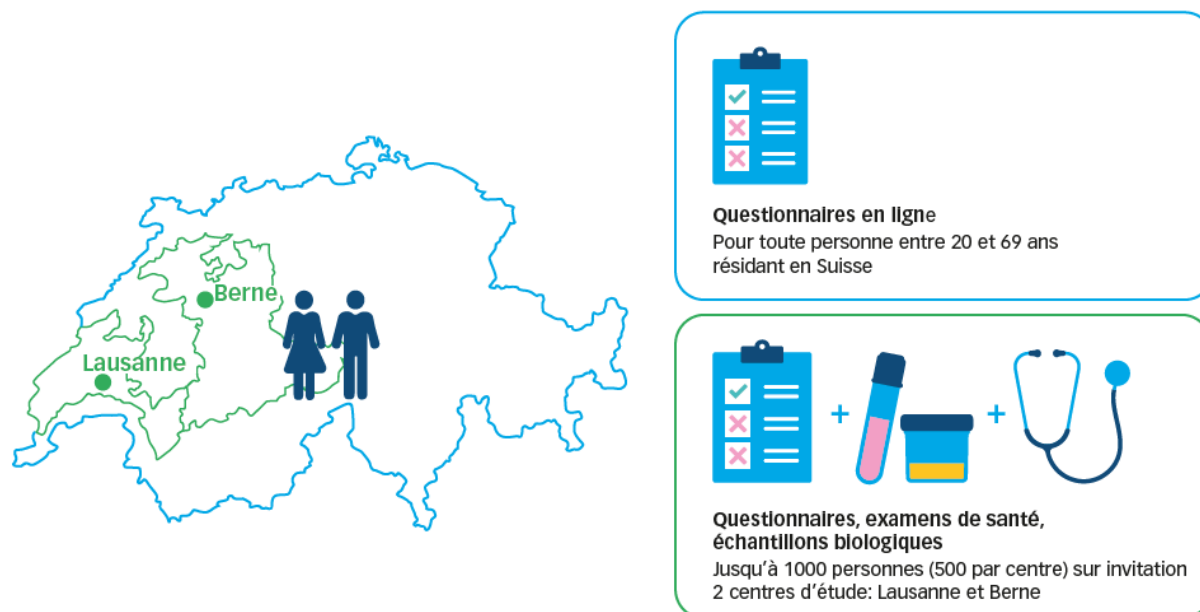 Berne
Lausanne
Questionnaires en ligne
Pour toute personne entre 20 et 69 ans
résidant en Suisse
Questionnaires, examens de santé,
échantillons biologiques
Jusqu'à 1000 personnes (500 par centre) sur invitation
2 centres d'étude: Lausanne et Berne